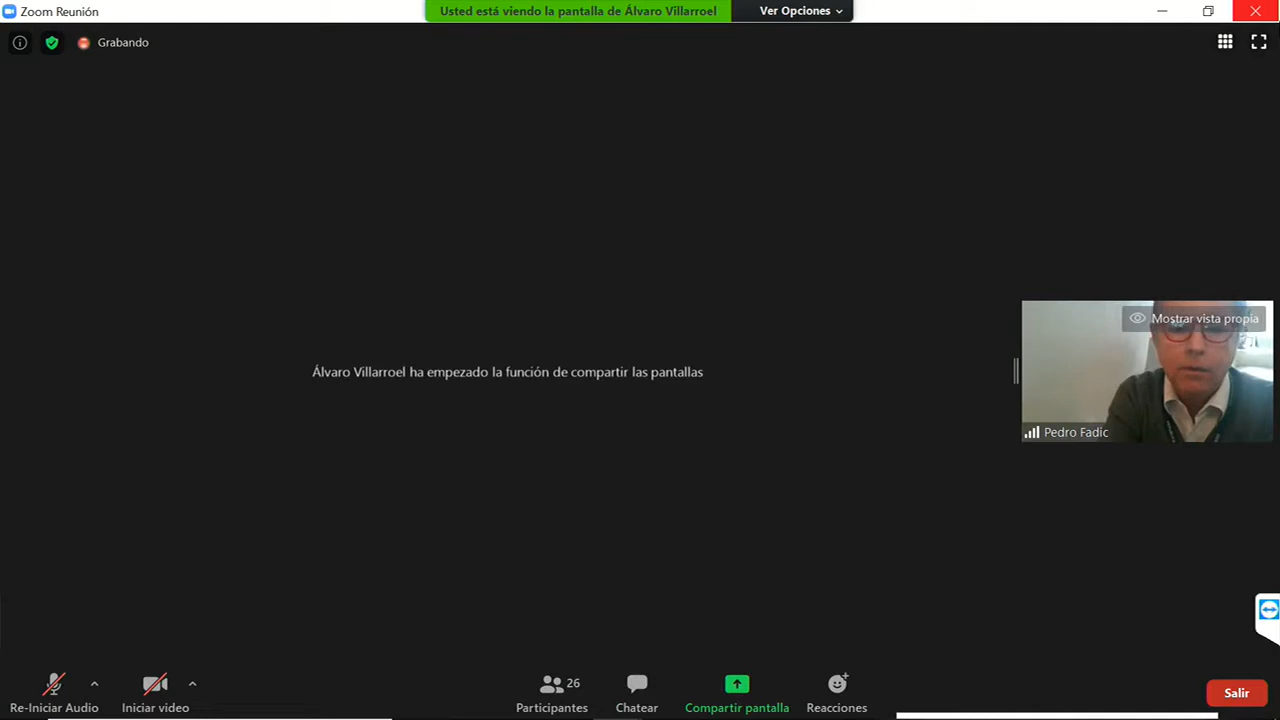 Zoom Reunión
Usted está viendo la pantalla de Álvaro Villarroel
Ver Opciones
Grabando
Álvaro Villarroel ha empezado la función de compartir las pantallas
Mostrar vista propia
Pedro Fadic
26
Re-Iniciar Audio
Iniciar video
Participantes
Chatear
Compartir pantalla
Reacciones
Salir